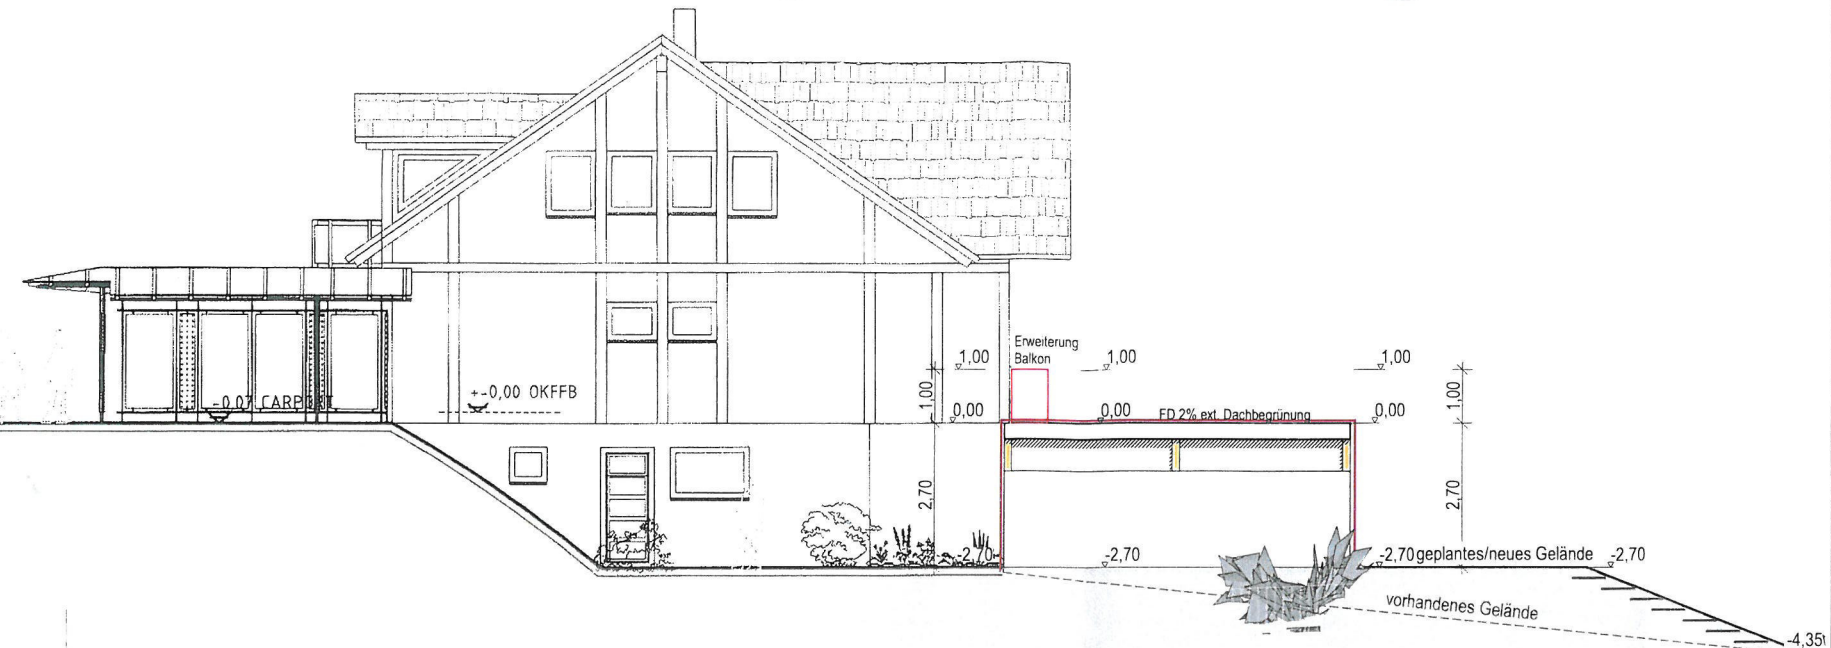 Erweiterung
Balkon
1,00
1,00
1,00
1,00
1,00
+-0,00 OKFFB
-0,07 CARPORT
0,00
0,00
FD 2% ext. Dachbegrünung
0,00
2,70
2,70
-2,70
-2,70
-2,70 geplantes/neues Gelände
-2,70
vorhandenes Gelände
-4,35